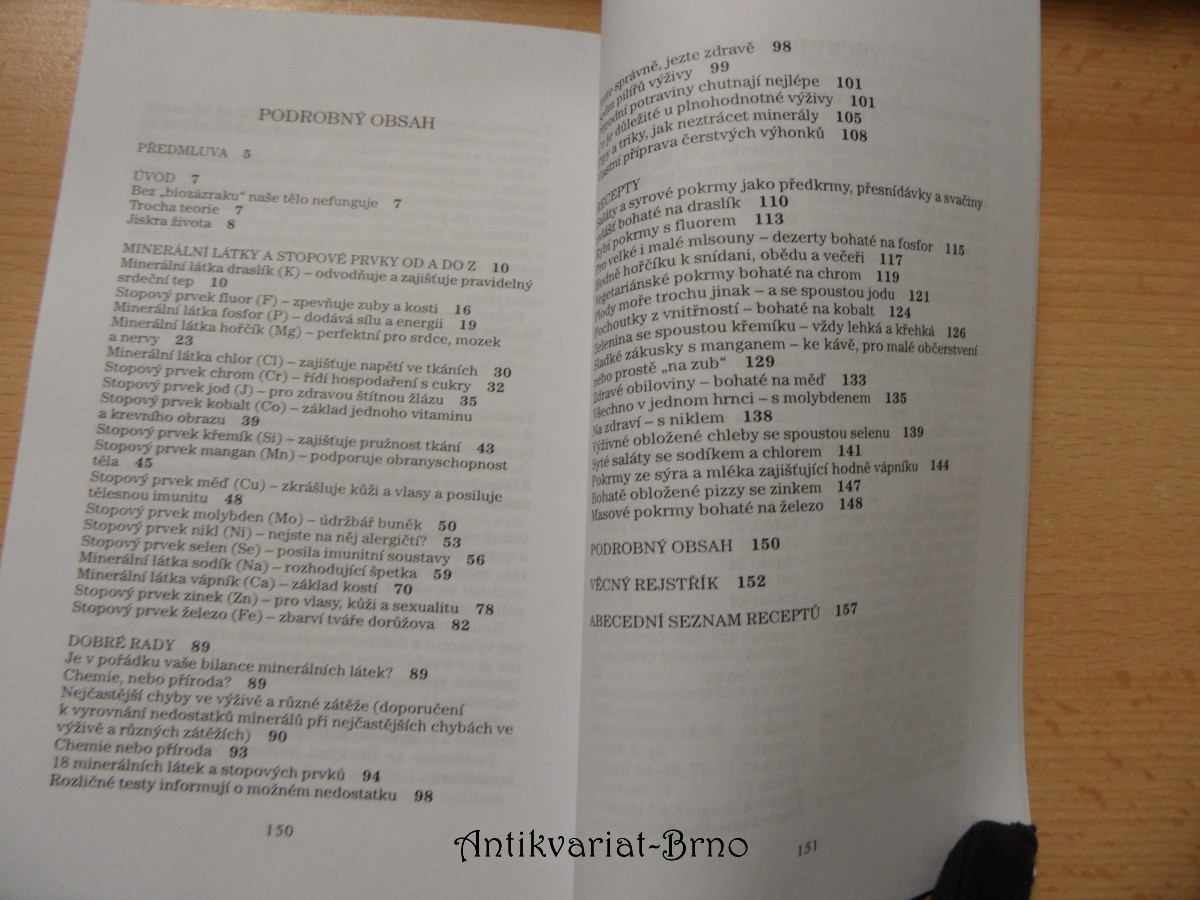 PODROBNÝ OBSAH
PŘEDMLUVA 5
ÚVOD 7
Bez „biozázraku“ naše tělo nefunguje 7
Trocha teorie 7
Jiskra života 8
MINERÁLNÍ LÁTKY A STOPOVÉ PRVKY OD A DO Z 10
Minerální látka draslík (K) – odvodňuje a zajišťuje pravidelný
srdeční tep 10
Stopový prvek fluor (F) – zpevňuje zuby a kosti 16
Minerální látka fosfor (P) – dodává sílu a energii 19
Minerální látka hořčík (Mg) – perfektní pro srdce, mozek
a nervy 23
Minerální látka chlor (Cl) – zajišťuje napětí ve tkáních 30
Stopový prvek chrom (Cr) – řídí hospodaření s cukry 32
Stopový prvek jod (J) – pro zdravou štítnou žlázu 35
Stopový prvek kobalt (Co) – základ jednoho vitaminu
a krevního obrazu 39
Stopový prvek křemík (Si) – zajišťuje pružnost tkání 43
Stopový prvek mangan (Mn) – podporuje obranyschopnost
těla 45
Stopový prvek měď (Cu) – zkrášluje kůži a vlasy a posiluje
tělesnou imunitu 48
Stopový prvek molybden (Mo) – údržbář buněk 50
Stopový prvek nikl (Ni) – nejste na něj alergičtí? 53
Stopový prvek selen (Se) – posila imunitní soustavy 56
Minerální látka sodík (Na) – rozhodující špetka 59
Minerální látka vápník (Ca) – základ kostí 70
Stopový prvek zinek (Zn) – pro vlasy, kůži a sexualitu 78
Stopový prvek železo (Fe) – zbarví tváře dorůžova 82
DOBRÉ RADY 89
Je v pořádku vaše bilance minerálních látek? 89
Chemie, nebo příroda? 89
Nejčastější chyby ve výživě a různé zátěže (doporučení
k vyrovnání nedostatků minerálů při nejčastějších chybách ve
výživě a různých zátěžích) 90
Chemie nebo příroda 93
18 minerálních látek a stopových prvků 94
Rozličné testy informují o možném nedostatku 98
150
správně, jezte zdravě 98
pilířů výživy 99
potraviny chutnají nejlépe 101
je důležité u plnohodnotné výživy 101
a triky, jak neztrácet minerály 105
příprava čerstvých výhonků 108
RECEPTY
Saláty a syrové pokrmy jako předkrmy, přesnídávky a svačiny
bohaté na draslík 110
Rybí pokrmy s fluorem 113
Pro velké i malé mlsouny – dezerty bohaté na fosfor 115
Hodně hořčíku k snídani, obědu a večeři 117
Vegetariánské pokrmy bohaté na chrom 119
Plody moře trochu jinak – a se spoustou jodu 121
Pochoutky z vnitřností – bohaté na kobalt 124
Zelenina se spoustou křemíku – vždy lehká a křehká 126
Sladké zákusky s manganem – ke kávě, pro malé občerstvení
nebo prostě „na zub“ 129
Zdravé obiloviny – bohaté na měď 133
Všechno v jednom hrnci – s molybdenem 135
Na zdraví – s niklem 138
Výživné obložené chleby se spoustou selenu 139
Syté saláty se sodíkem a chlorem 141
Pokrmy ze sýra a mléka zajišťující hodně vápníku 144
Bohatě obložené pizzy se zinkem 147
Masové pokrmy bohaté na železo 148
PODROBNÝ OBSAH 150
VĚCNÝ REJSTŘÍK 152
ABECEDNÍ SEZNAM RECEPTŮ 157
151
Antikvariat-Brno